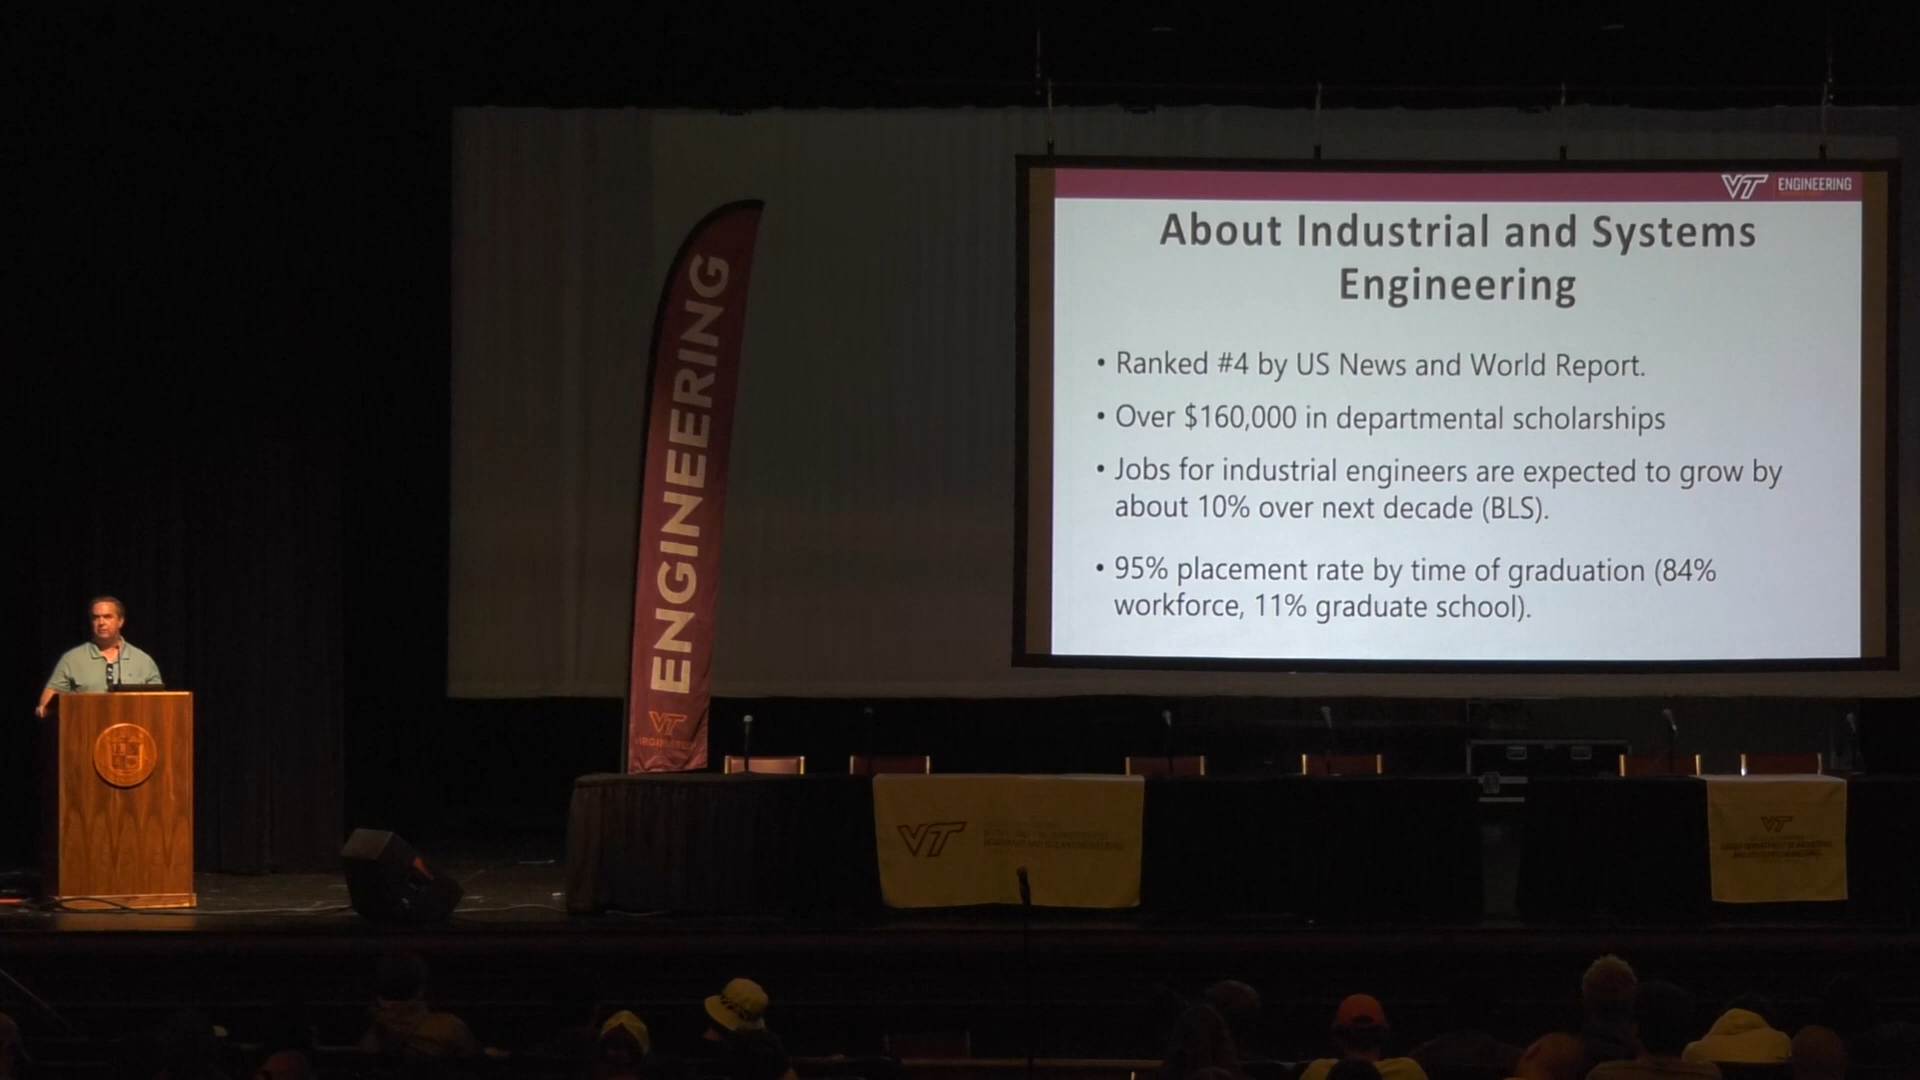 VT ENGINEERING
About Industrial and Systems
Engineering
• Ranked #4 by US News and World Report.
• Over $160,000 in departmental scholarships
• Jobs for industrial engineers are expected to grow by
about 10% over next decade (BLS).
• 95% placement rate by time of graduation (84%
workforce, 11% graduate school).
ENGINEERING
VT
VT
VT